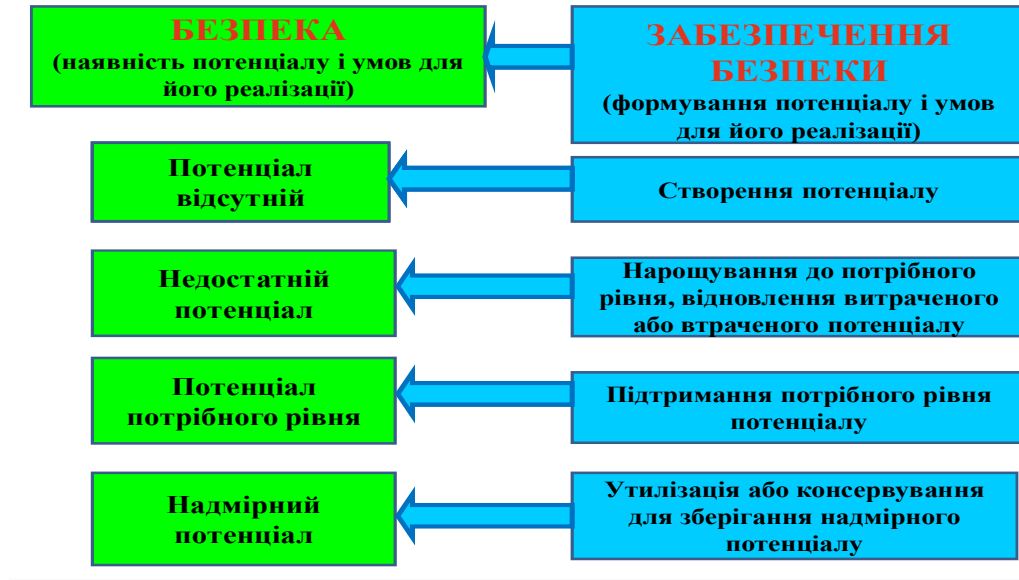 БЕЗПЕКА
(наявність потенціалу і умов для
його реалізації)
ЗАБЕЗПЕЧЕННЯ
БЕЗПЕКИ
(формування потенціалу і умов
для його реалізації)
Потенціал
відсутній
Створення потенціалу
Недостатній
потенціал
Нарощування до потрібного
рівня, відновлення витраченого
або втраченого потенціалу
Потенціал
потрібного рівня
Підтримання потрібного рівня
потенціалу
Надмірний
потенціал
Утилізація або консервування
для зберігання надмірного
потенціалу